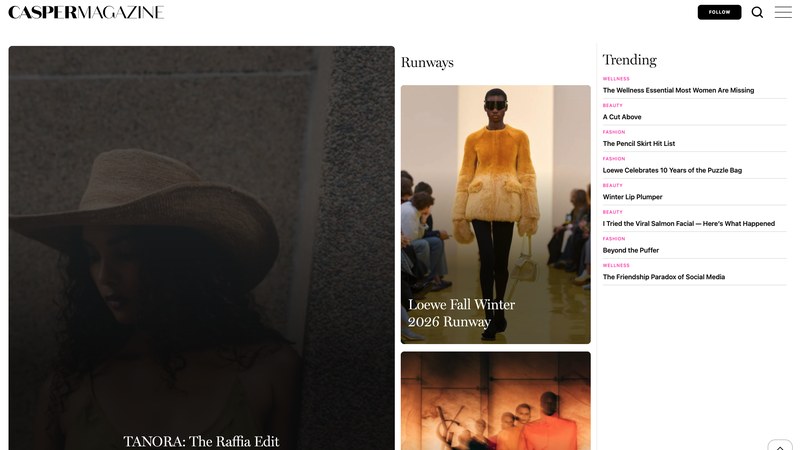 CASPERMAGAZINE
FOLLOW
TANORA: The Raffia Edit
Runways
Loewe Fall Winter
2026 Runway
Trending
WELLNESS
The Wellness Essential Most Women Are Missing
BEAUTY
A Cut Above
FASHION
The Pencil Skirt Hit List
FASHION
Loewe Celebrates 10 Years of the Puzzle Bag
BEAUTY
Winter Lip Plumper
BEAUTY
I Tried the Viral Salmon Facial — Here's What Happened
FASHION
Beyond the Puffer
WELLNESS
The Friendship Paradox of Social Media